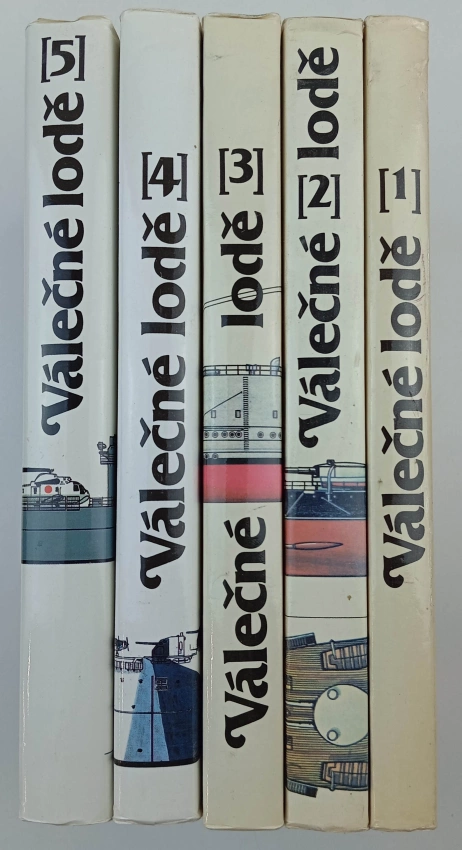 Válečné lodě [5]
Válečné lodě [4]
Válečné lodě [3]
Válečné [2] lodě
Válečné lodě [1]